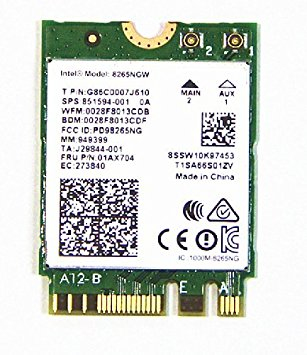 2
1
Intel® Model: 8265NGW
T P/N: G86C0007J610
SPS: 851594-001 0A
WFM: 0028F8013COB
BDM: 0028F8013CDF
FCC ID: PD98265NG
MM: 949399
TA: J29844-001
FRU P/N: 01AX704
EC: 273840
MAIN
2
AUX
1
8SSW10K97453
T1SA66S01ZV
Made in China
IC: 1000M-8265NG
A12-B
E
A